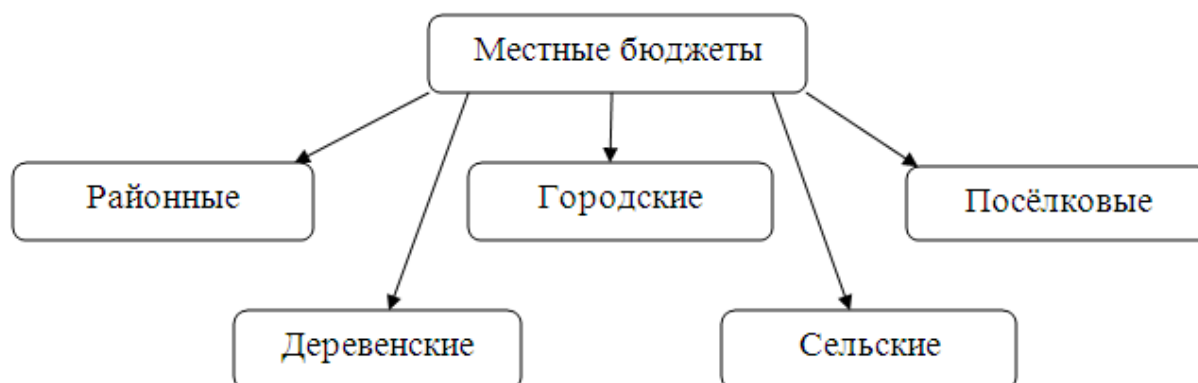 Местные бюджеты
Районные
Городские
Посёлковые
Деревенские
Сельские